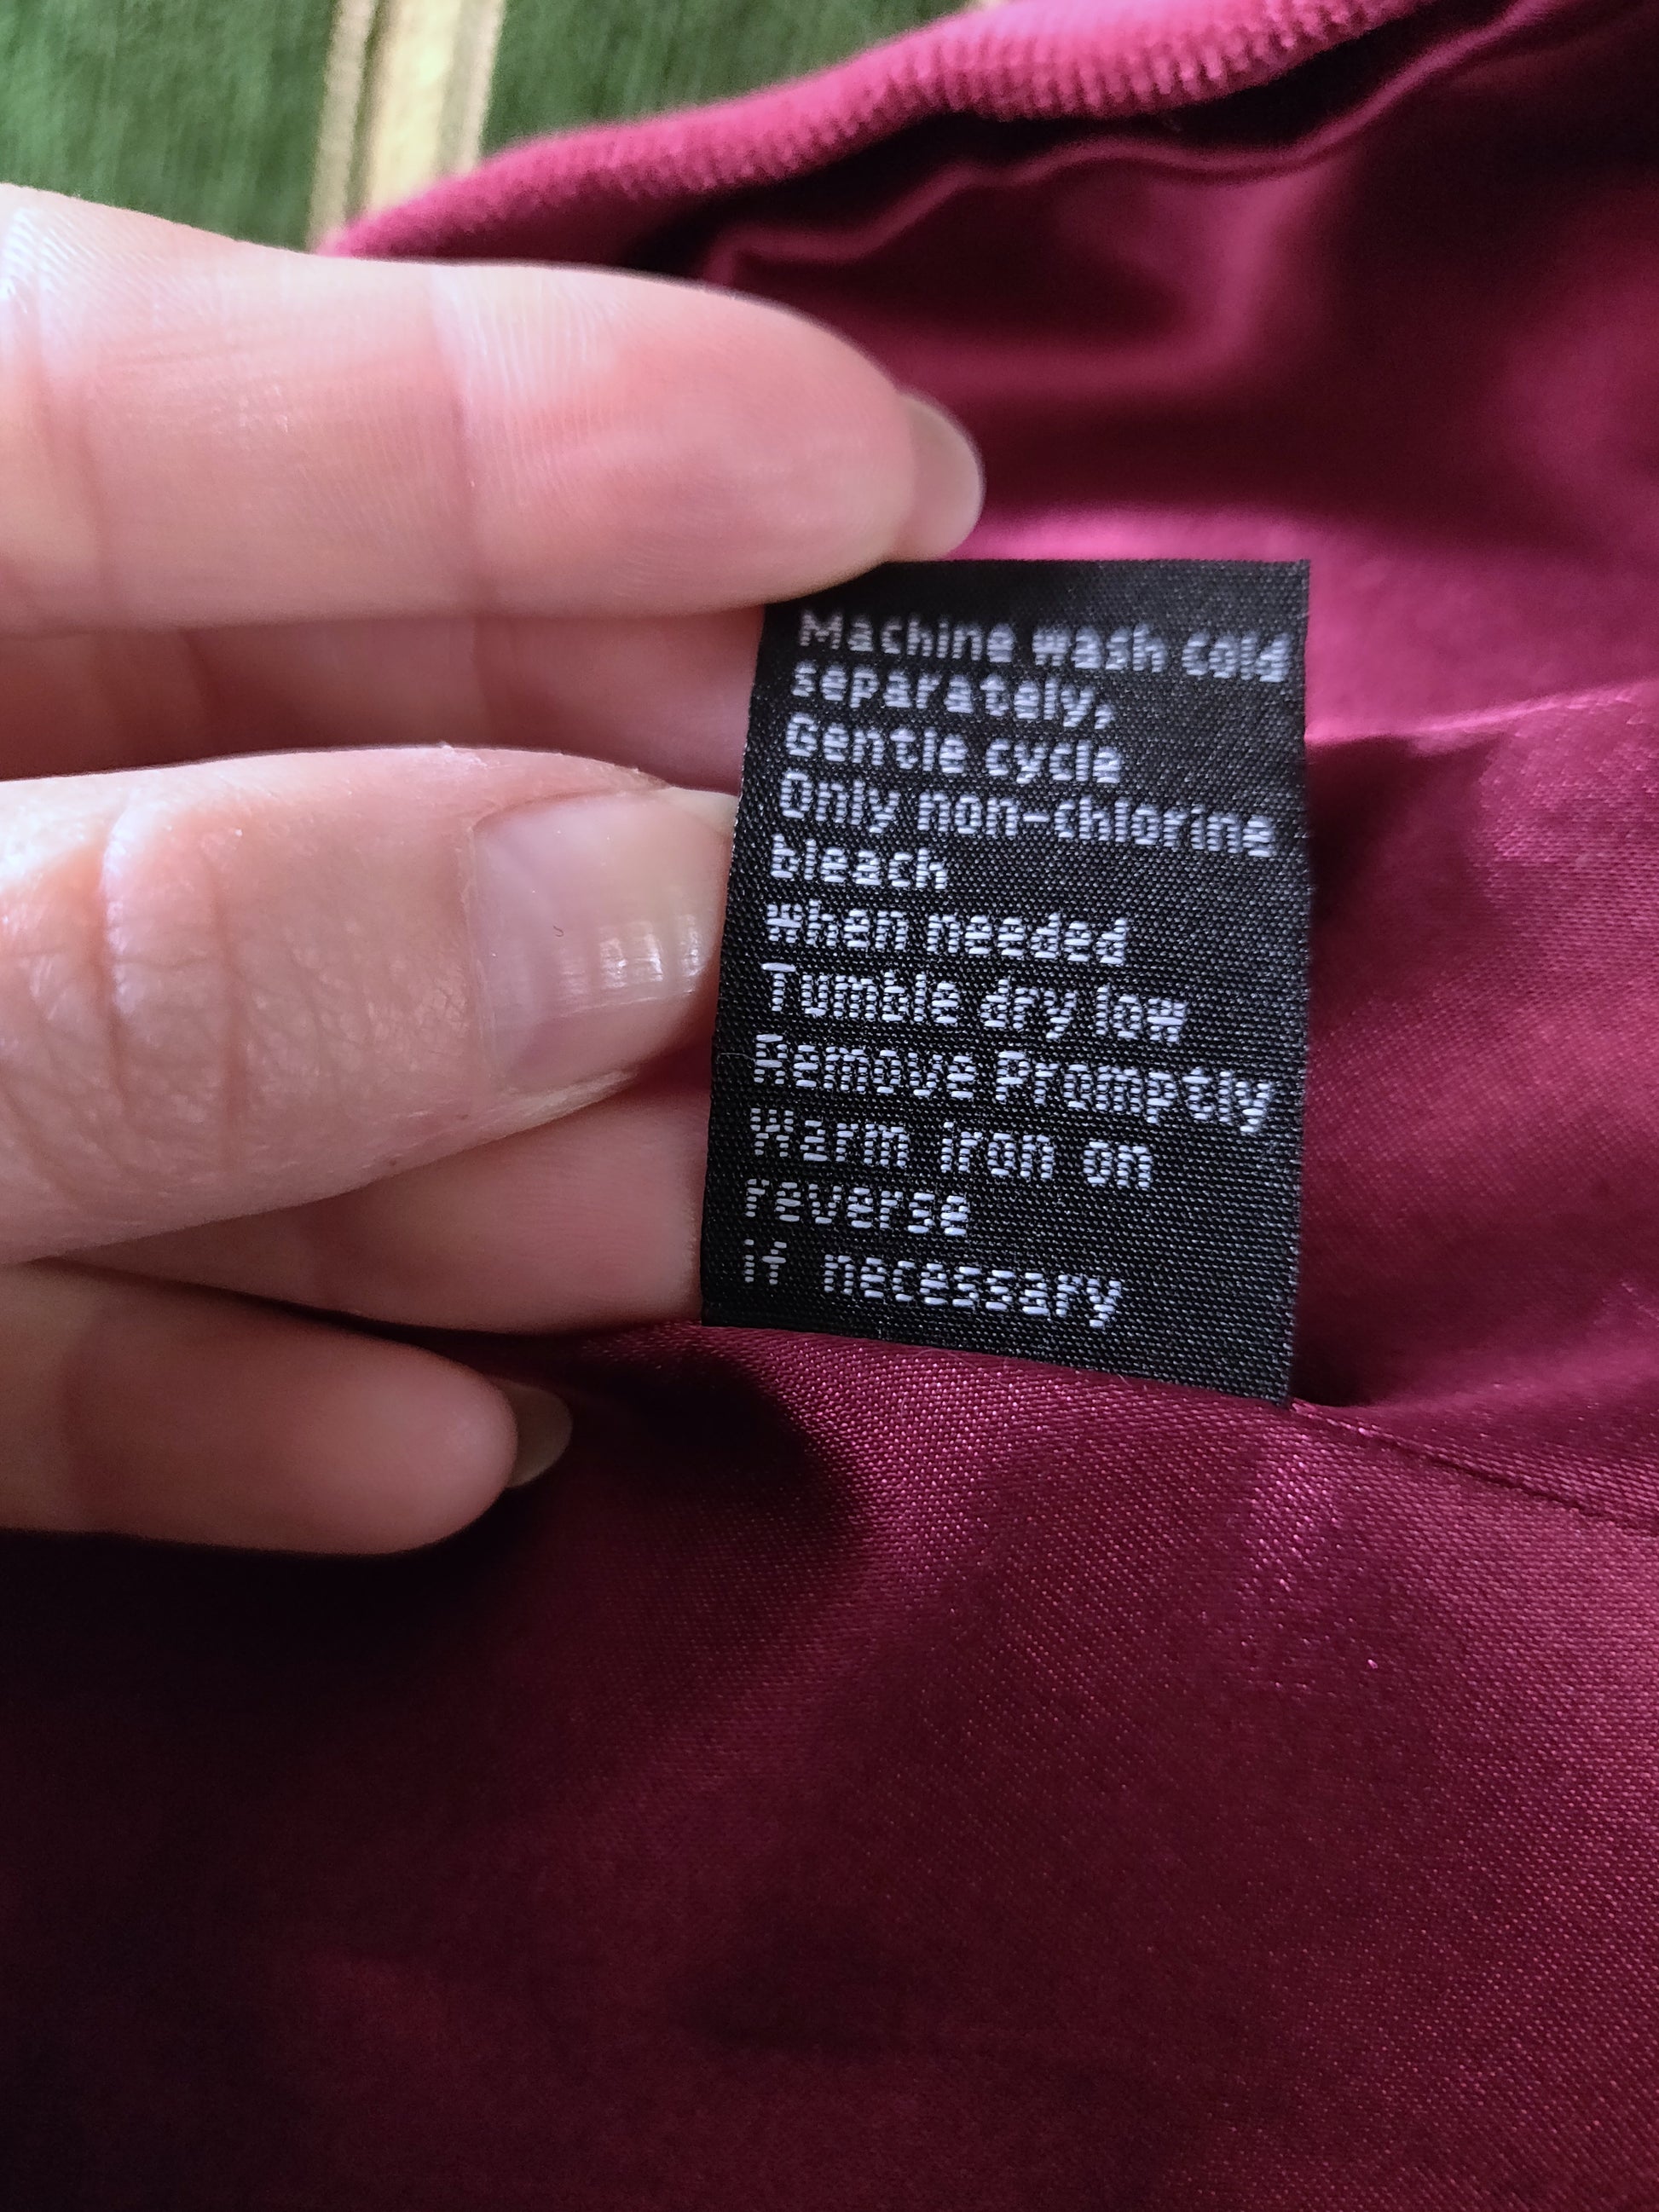 Machine wash cold
separately,
Gentle cycle
Only non-chlorine
bleach
when needed
Tumble dry low
Remove Promptly
Warm iron on
reverse
if necessary